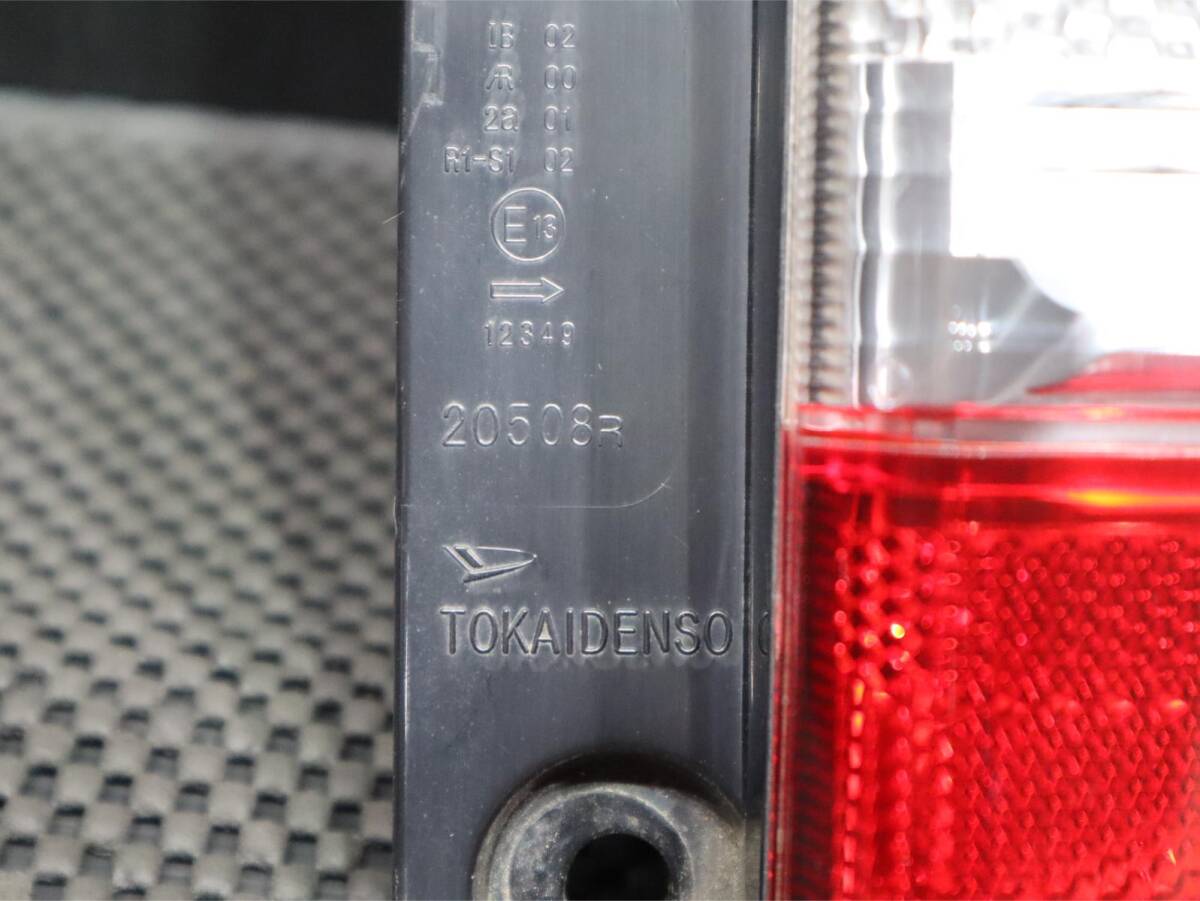 IB 02
AR 00
2a 01
R1-S1 02
E13
12349
20508R
TOKAIDENSO